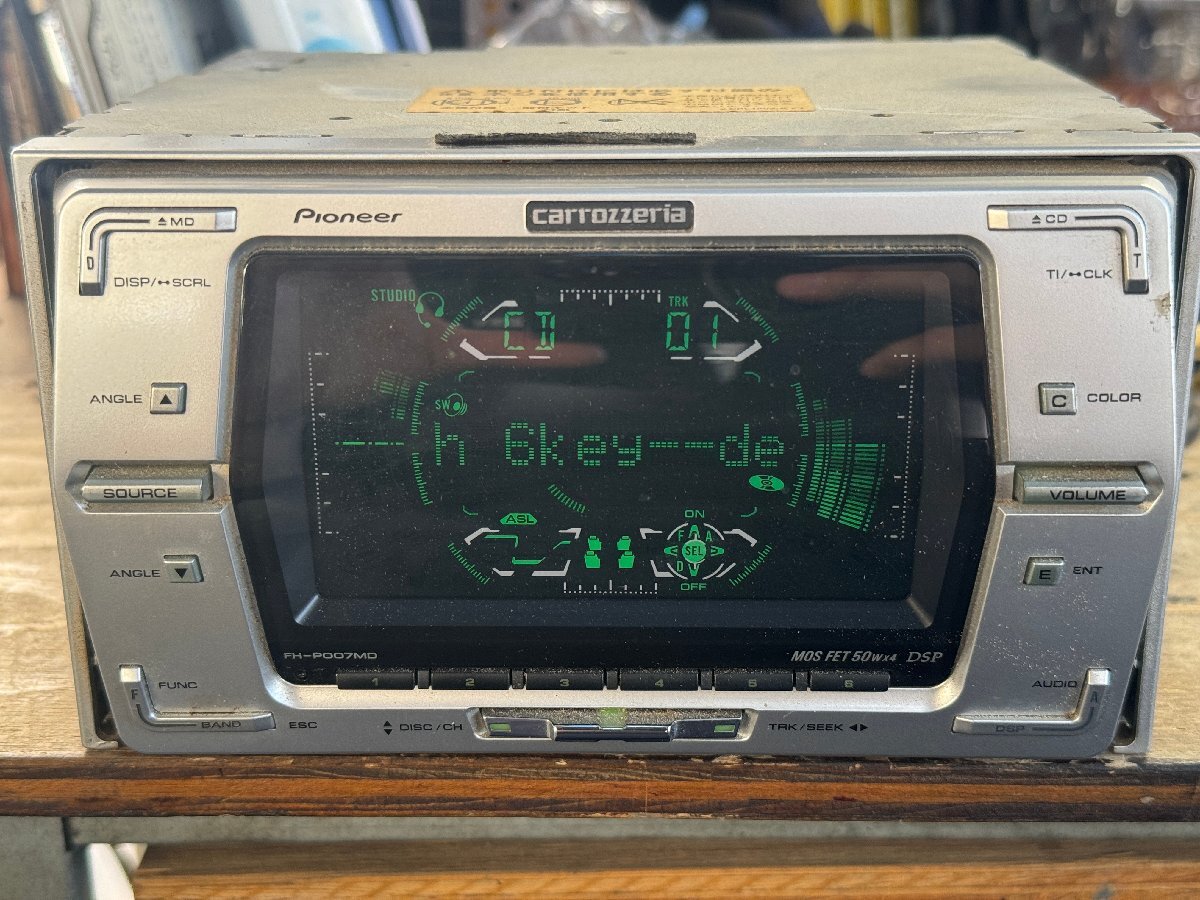 Pioneer
carrozzeria
⏏MD
⏏CD
D
T
DISP/↔SCRL
TI/↔CLK
STUDIO
TRK
CD
01
ANGLE ▲
C COLOR
SW
h 6key--de
SOURCE
VOLUME
ASL
ON
F A
SEL
D
OFF
ANGLE ▼
E ENT
FH-P007MD
MOS FET 50W×4 DSP
1 2 3 4 5 6
FUNC
F
BAND
ESC
DISC/CH
TRK/SEEK ◀▶
AUDIO
A
DSP